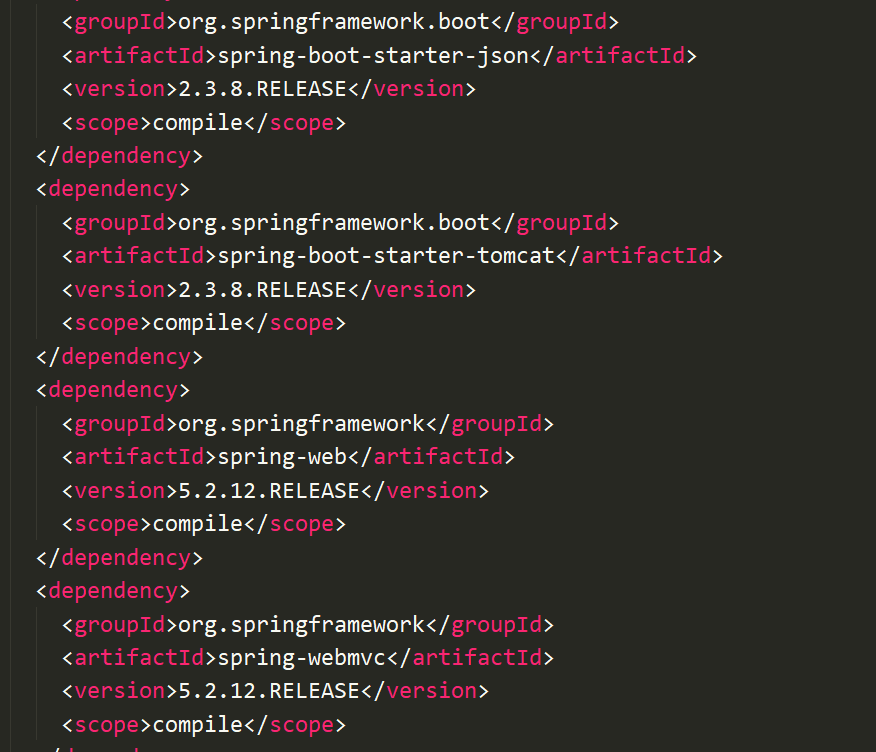 <groupId>org.springframework.boot</groupId>
<artifactId>spring-boot-starter-json</artifactId>
<version>2.3.8.RELEASE</version>
<scope>compile</scope>
</dependency>
<dependency>
<groupId>org.springframework.boot</groupId>
<artifactId>spring-boot-starter-tomcat</artifactId>
<version>2.3.8.RELEASE</version>
<scope>compile</scope>
</dependency>
<dependency>
<groupId>org.springframework</groupId>
<artifactId>spring-web</artifactId>
<version>5.2.12.RELEASE</version>
<scope>compile</scope>
</dependency>
<dependency>
<groupId>org.springframework</groupId>
<artifactId>spring-webmvc</artifactId>
<version>5.2.12.RELEASE</version>
<scope>compile</scope>